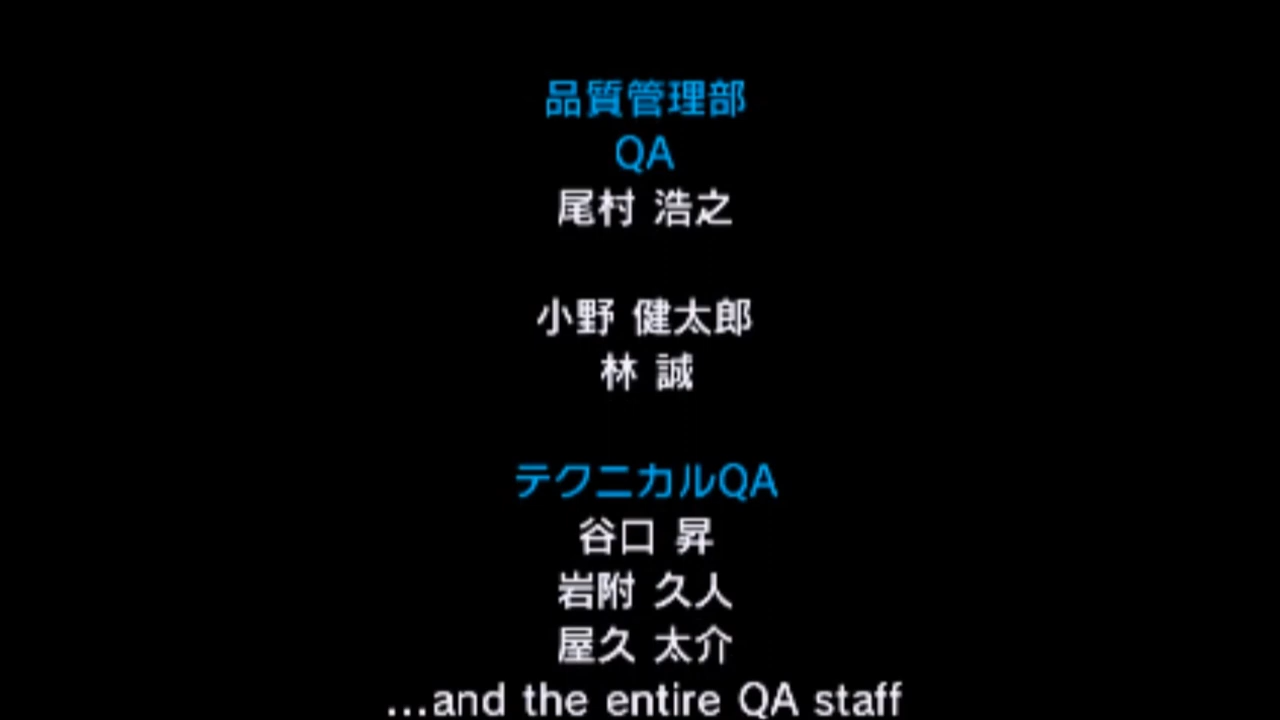 品質管理部
QA
尾村 浩之
小野 健太郎
林 誠
テクニカルQA
谷口 昇
岩附 久人
屋久 太介
...and the entire QA staff